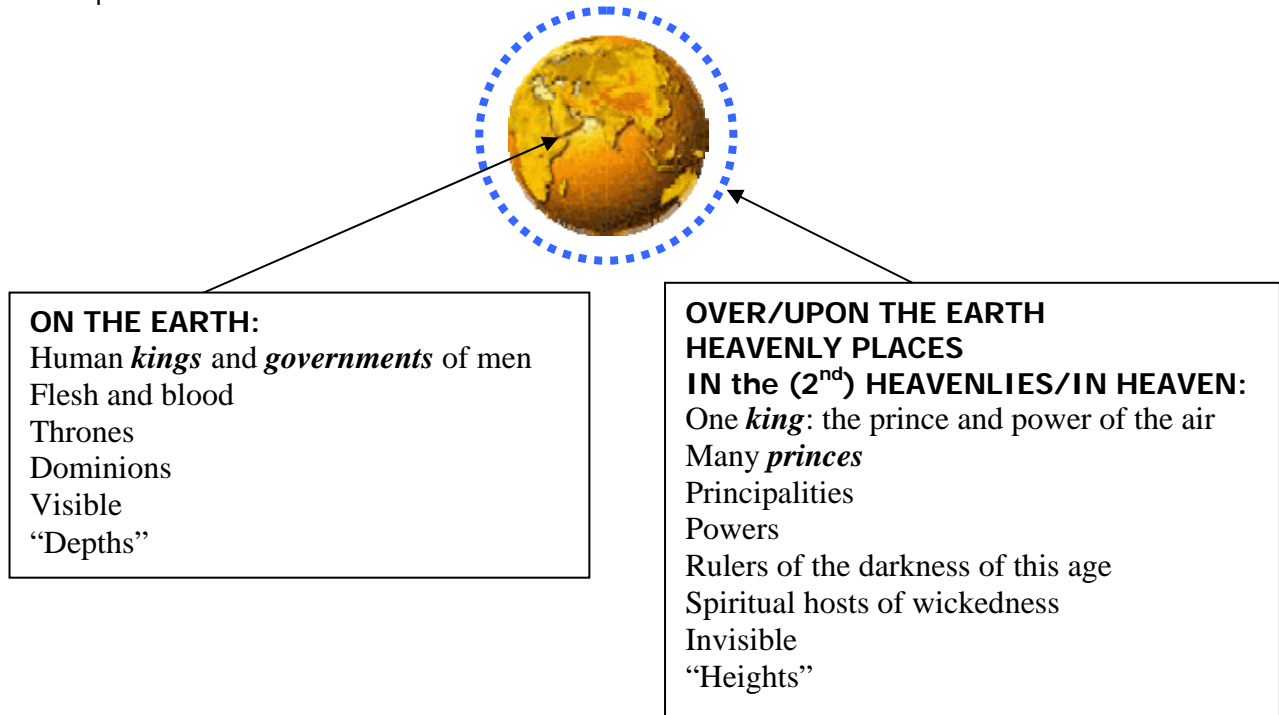 ON THE EARTH:
Human kings and governments of men
Flesh and blood
Thrones
Dominions
Visible
“Depths”
OVER/UPON THE EARTH
HEAVENLY PLACES
IN the (2nd) HEAVENLIES/IN HEAVEN:
One king: the prince and power of the air
Many princes
Principalities
Powers
Rulers of the darkness of this age
Spiritual hosts of wickedness
Invisible
“Heights”